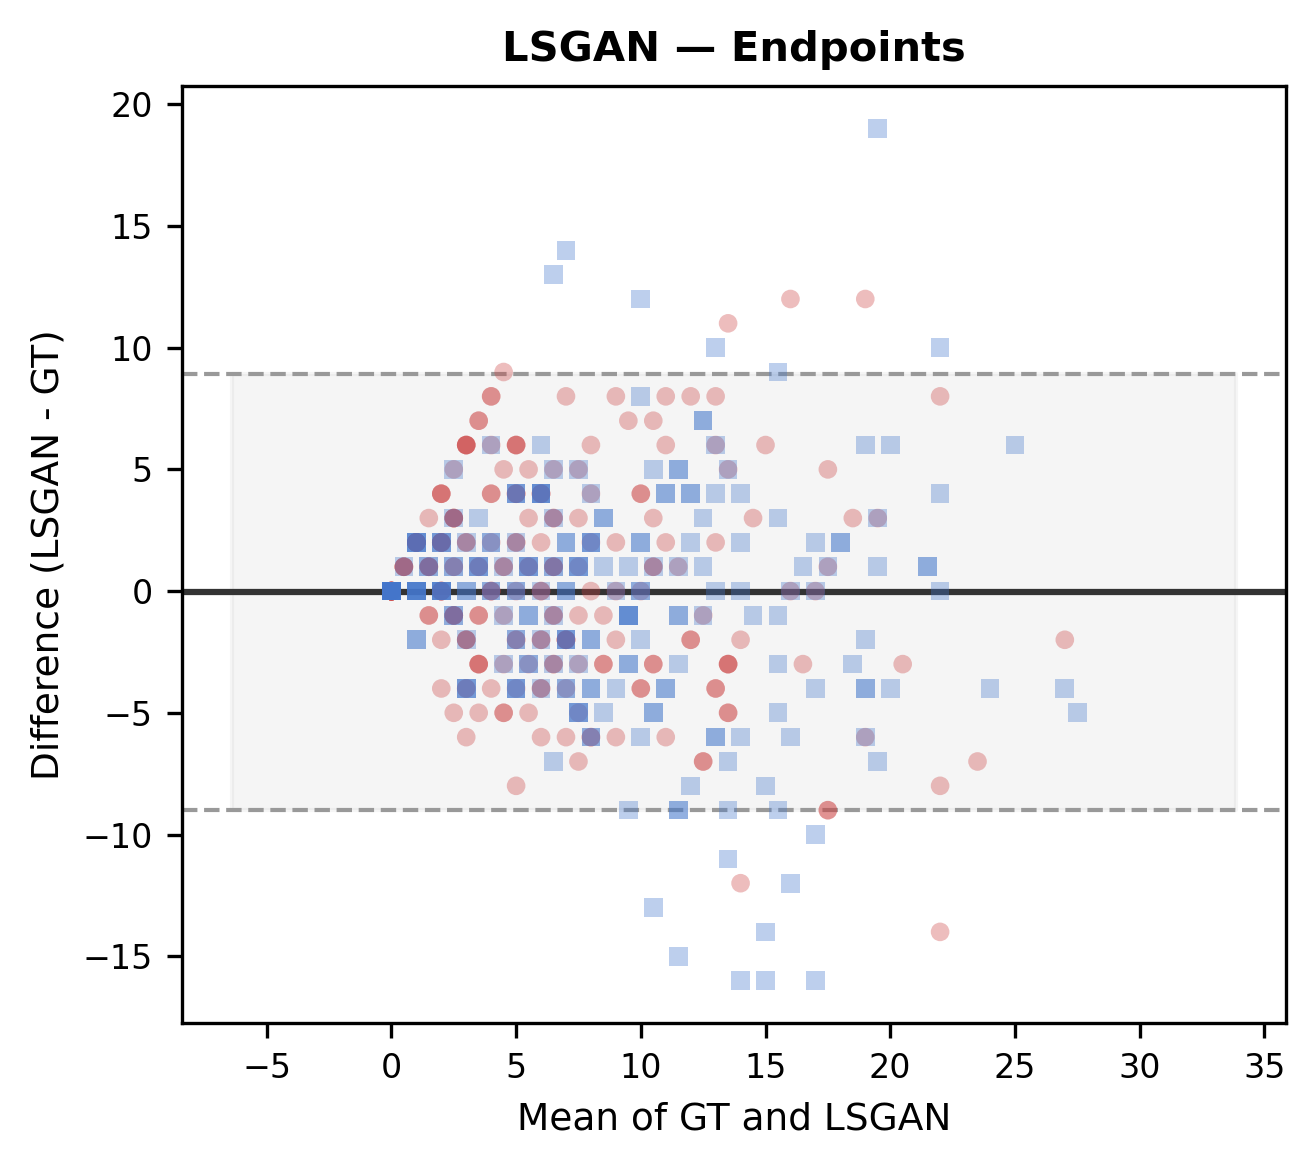 LSGAN — Endpoints
Difference (LSGAN - GT)
20
15
10
5
0
−5
−10
−15
−5 0 5 10 15 20 25 30 35
Mean of GT and LSGAN